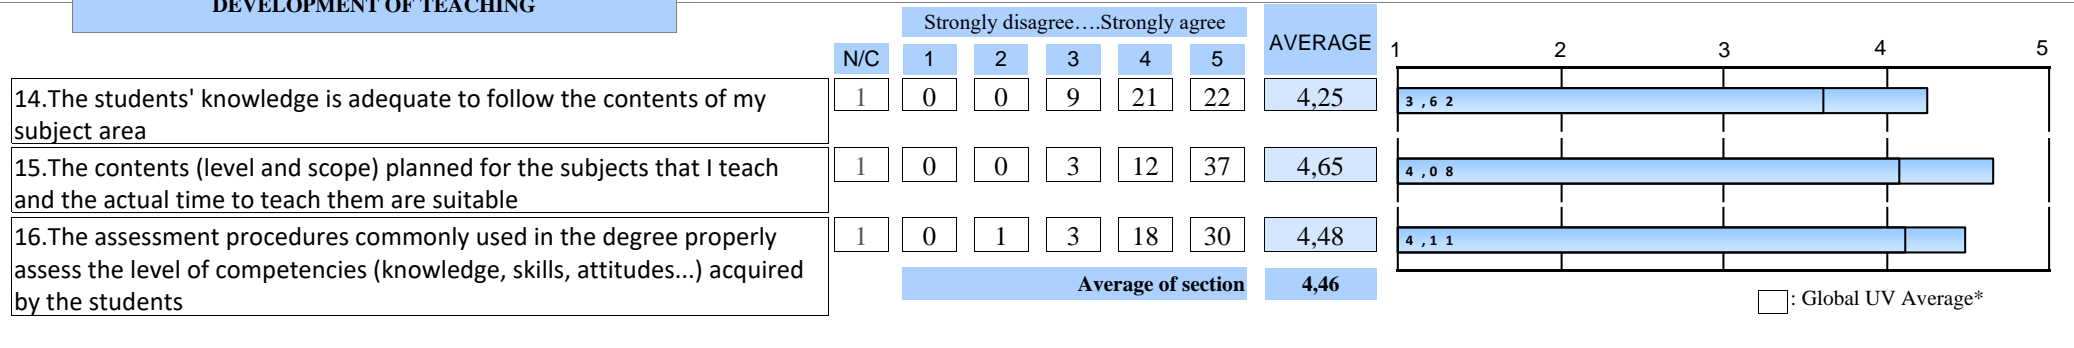 DEVELOPMENT OF TEACHING
Strongly disagree….Strongly agree
AVERAGE
N/C 1 2 3 4 5
1 2 3 4 5
14.The students' knowledge is adequate to follow the contents of my
subject area
1 0 0 9 21 22 4,25
3,62
15.The contents (level and scope) planned for the subjects that I teach
and the actual time to teach them are suitable
1 0 0 3 12 37 4,65
4,08
16.The assessment procedures commonly used in the degree properly
assess the level of competencies (knowledge, skills, attitudes...) acquired
by the students
1 0 1 3 18 30 4,48
4,11
Average of section 4,46
: Global UV Average*